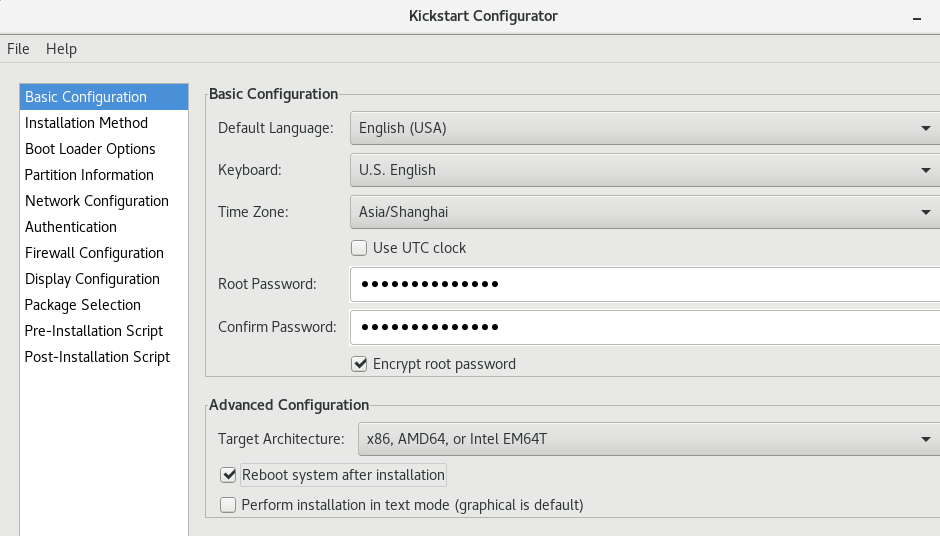 Kickstart Configurator
File Help
Basic Configuration
Installation Method
Boot Loader Options
Partition Information
Network Configuration
Authentication
Firewall Configuration
Display Configuration
Package Selection
Pre-Installation Script
Post-Installation Script
Basic Configuration
Default Language: English (USA)
Keyboard: U.S. English
Time Zone: Asia/Shanghai
Use UTC clock
Root Password: ••••••••••••••
Confirm Password: ••••••••••••••
Encrypt root password
Advanced Configuration
Target Architecture: x86, AMD64, or Intel EM64T
Reboot system after installation
Perform installation in text mode (graphical is default)